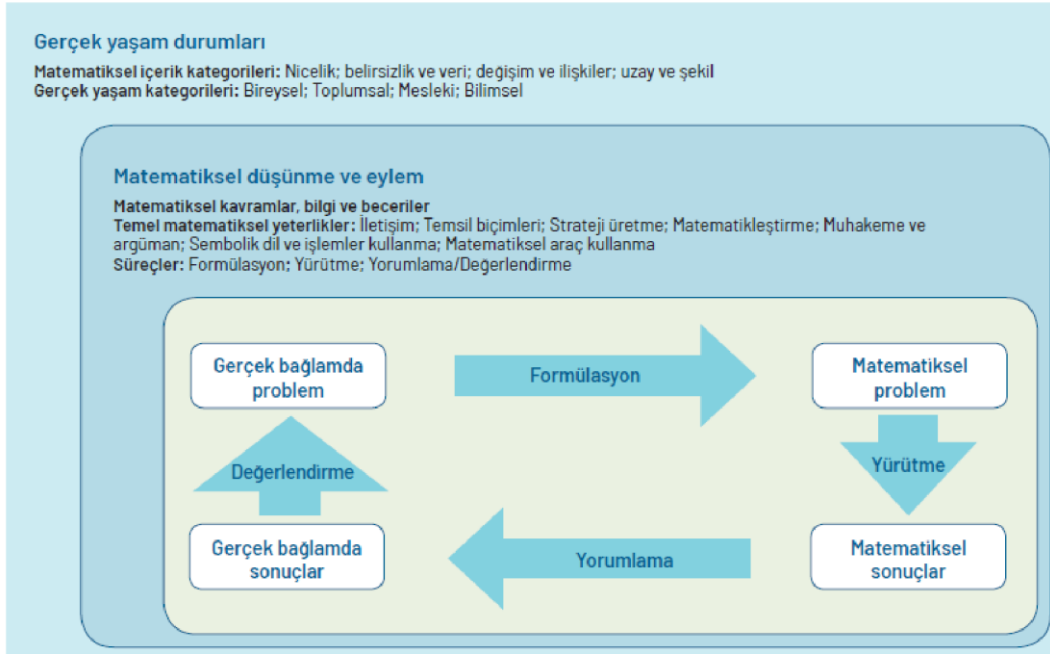 Gerçek yaşam durumları
Matematiksel içerik kategorileri: Nicelik; belirsizlik ve veri; değişim ve ilişkiler; uzay ve şekil
Gerçek yaşam kategorileri: Bireysel; Toplumsal; Mesleki; Bilimsel
Matematiksel düşünme ve eylem
Matematiksel kavramlar, bilgi ve beceriler
Temel matematiksel yeterlikler: İletişim; Temsil biçimleri; Strateji üretme; Matematikleştirme; Muhakeme ve
argüman; Sembolik dil ve işlemler kullanma; Matematiksel araç kullanma
Süreçler: Formülasyon; Yürütme; Yorumlama/Değerlendirme
Gerçek bağlamda
problem
Formülasyon
Matematiksel
problem
Değerlendirme
Yürütme
Gerçek bağlamda
sonuçlar
Yorumlama
Matematiksel
sonuçlar